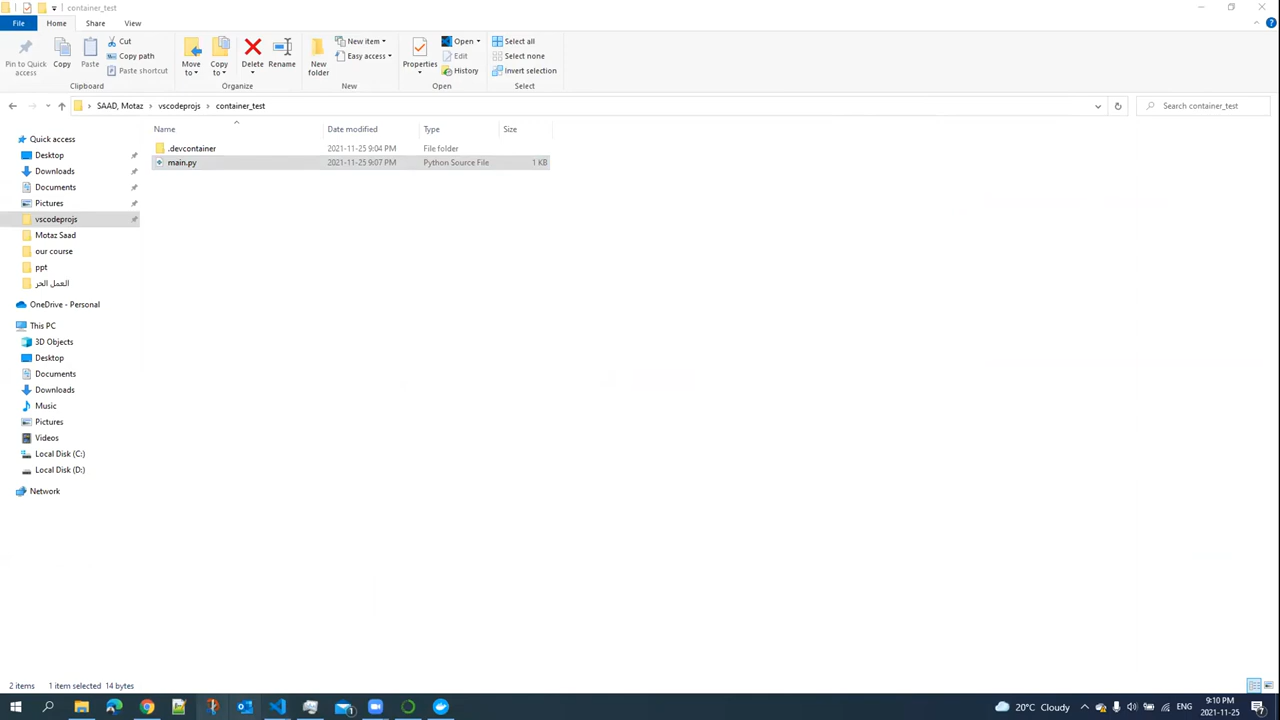 container_test
File Home Share View
Pin to Quick access
Copy
Paste
Cut
Copy path
Paste shortcut
Clipboard
Move to
Copy to
Delete
Rename
Organize
New folder
New item
Easy access
New
Properties
Open
Edit
History
Open
Select all
Select none
Invert selection
Select
SAAD, Motaz > vscodeprojs > container_test
Search container_test
Name Date modified Type Size
.devcontainer 2021-11-25 9:04 PM File folder
main.py 2021-11-25 9:07 PM Python Source File 1 KB
Quick access
Desktop
Downloads
Documents
Pictures
vscodeprojs
Motaz Saad
our course
ppt
العمل الحر
OneDrive - Personal
This PC
3D Objects
Desktop
Documents
Downloads
Music
Pictures
Videos
Local Disk (C:)
Local Disk (D:)
Network
2 items 1 item selected 14 bytes
20°C Cloudy ENG 9:10 PM
2021-11-25